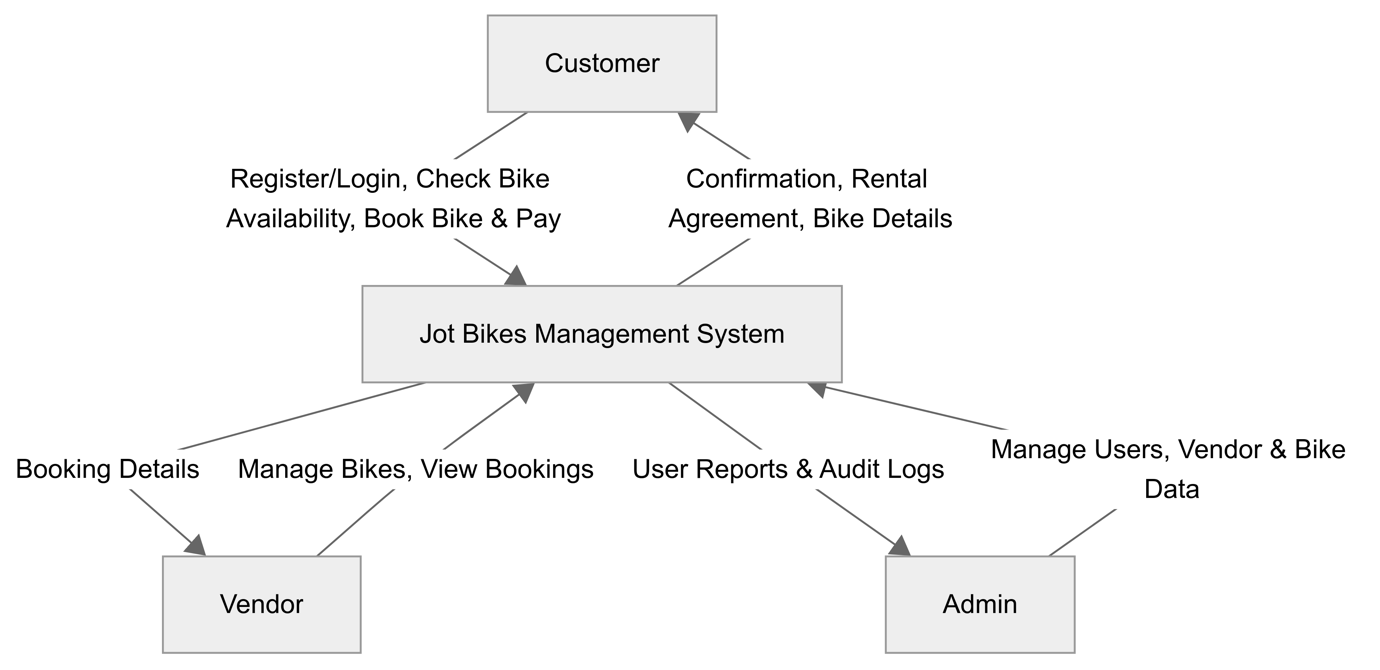 Customer
Register/Login, Check Bike
Availability, Book Bike & Pay
Confirmation, Rental
Agreement, Bike Details
Jot Bikes Management System
Booking Details
Manage Bikes, View Bookings
User Reports & Audit Logs
Manage Users, Vendor & Bike
Data
Vendor
Admin